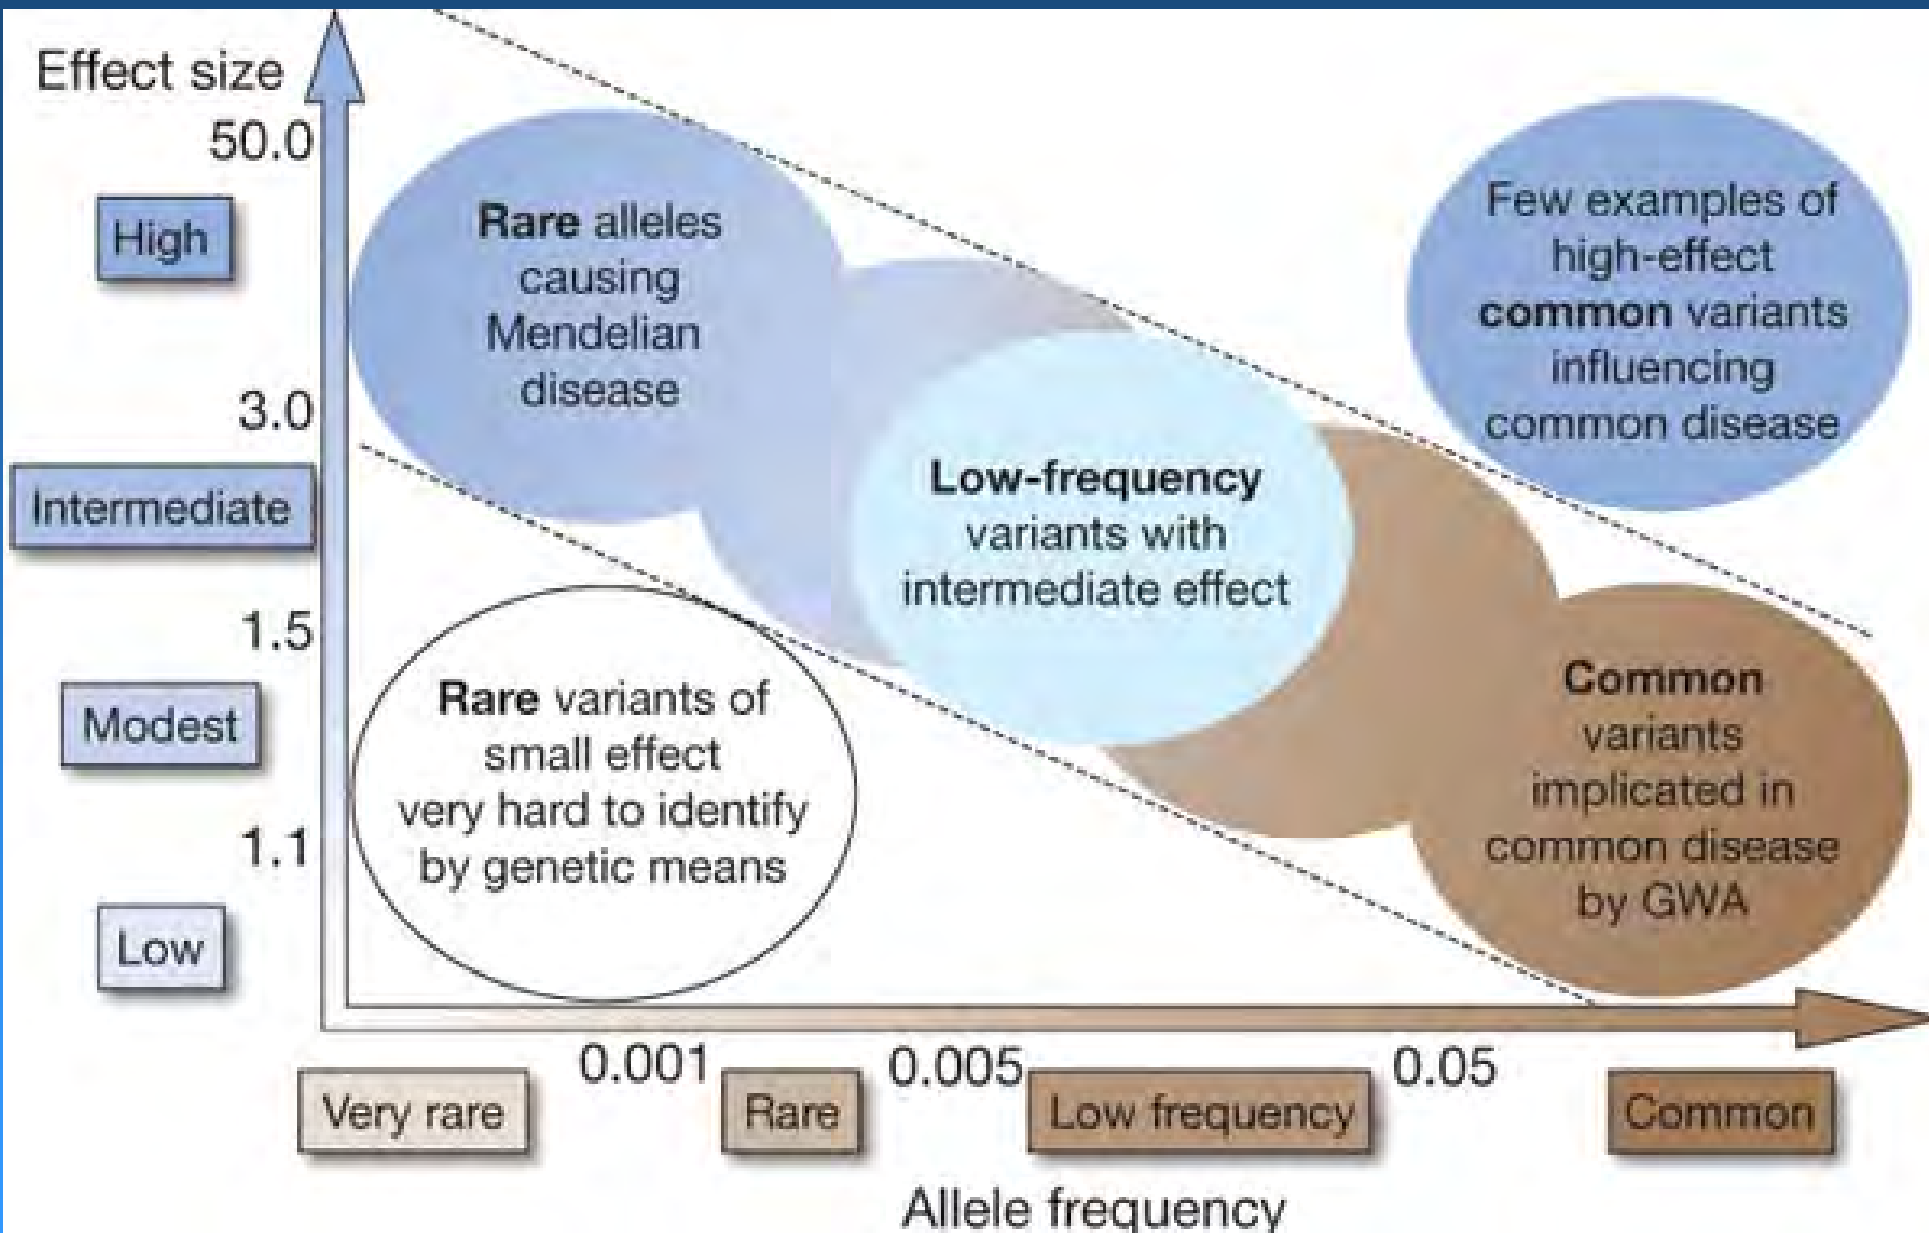 Effect size
50.0
High
3.0
Intermediate
1.5
Modest
1.1
Low
Rare alleles
causing
Mendelian
disease
Few examples of
high-effect
common variants
influencing
common disease
Low-frequency
variants with
intermediate effect
Rare variants of
small effect
very hard to identify
by genetic means
Common
variants
implicated in
common disease
by GWA
0.001
0.005
0.05
Very rare
Rare
Low frequency
Common
Allele frequency